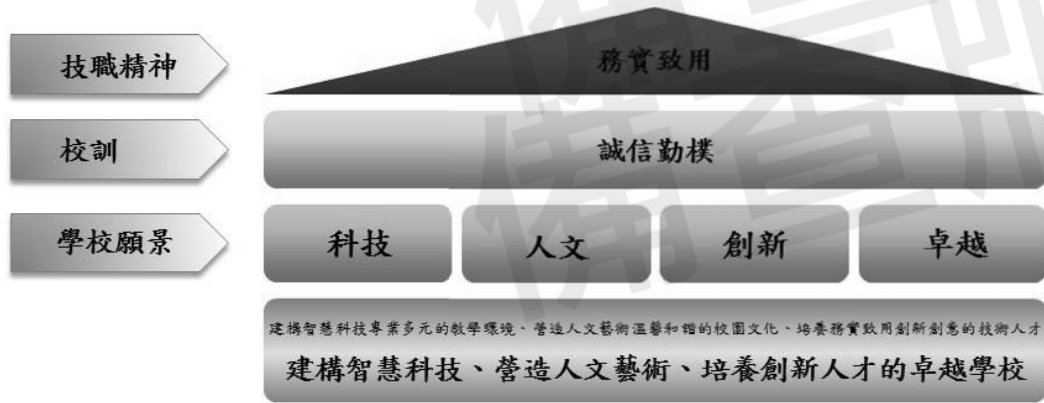 技職精神
務實致用
校訓
誠信勤樸
學校願景
科技
人文
創新
卓越
建構智慧科技專業多元的教學環境、營造人文藝術溫馨和諧的校園文化、培養務實致用創新創意的技術人才
建構智慧科技、營造人文藝術、培養創新人才的卓越學校
備查